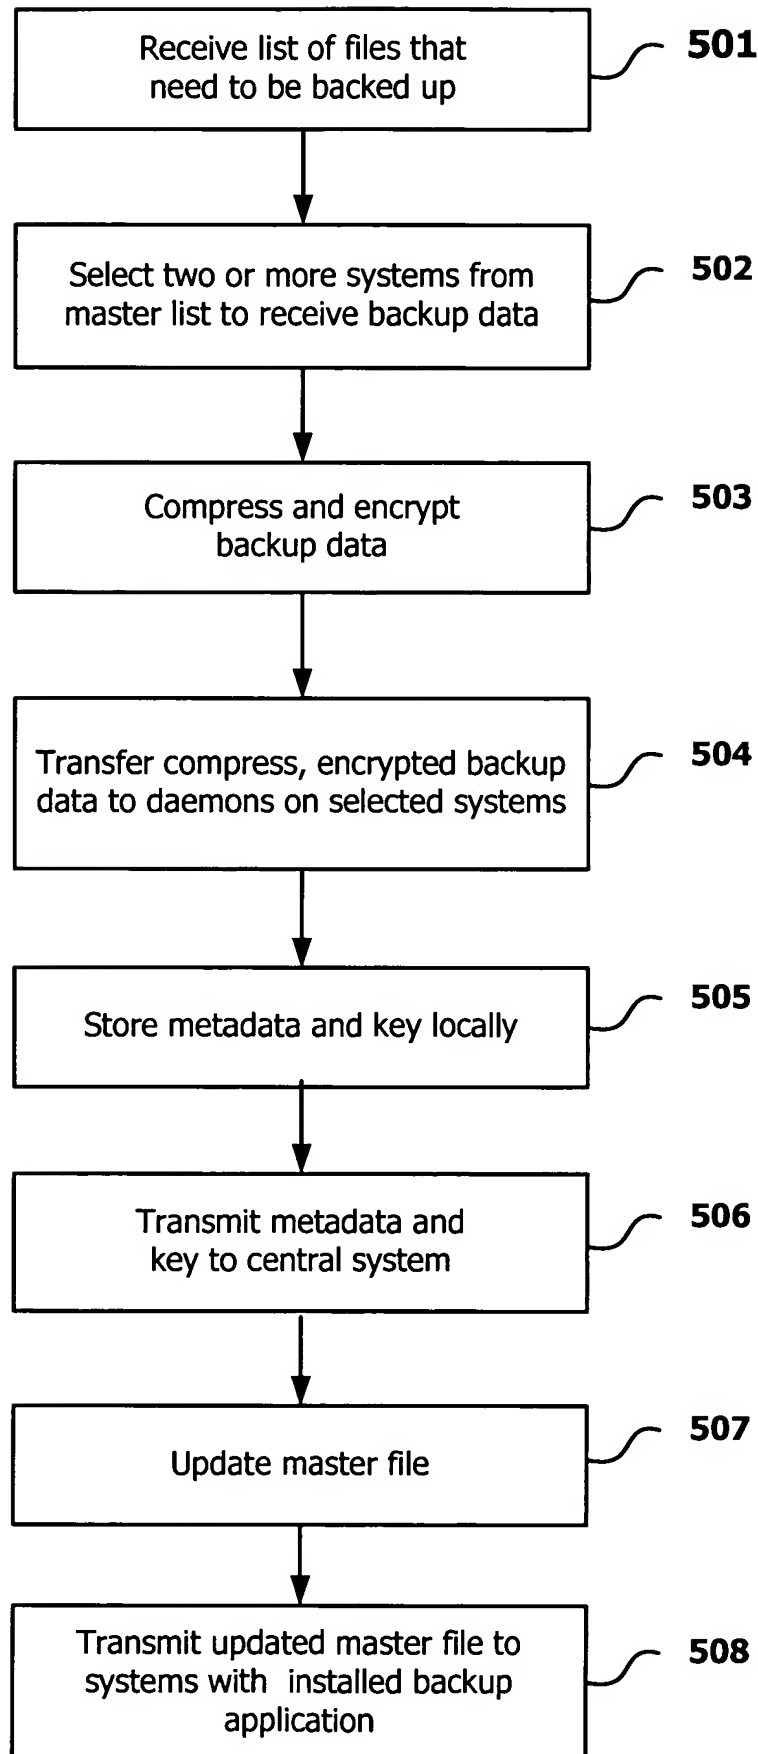 Receive list of files that
need to be backed up
501
Select two or more systems from
master list to receive backup data
502
Compress and encrypt
backup data
503
Transfer compress, encrypted backup
data to daemons on selected systems
504
Store metadata and key locally
505
Transmit metadata and
key to central system
506
Update master file
507
Transmit updated master file to
systems with installed backup
application
508